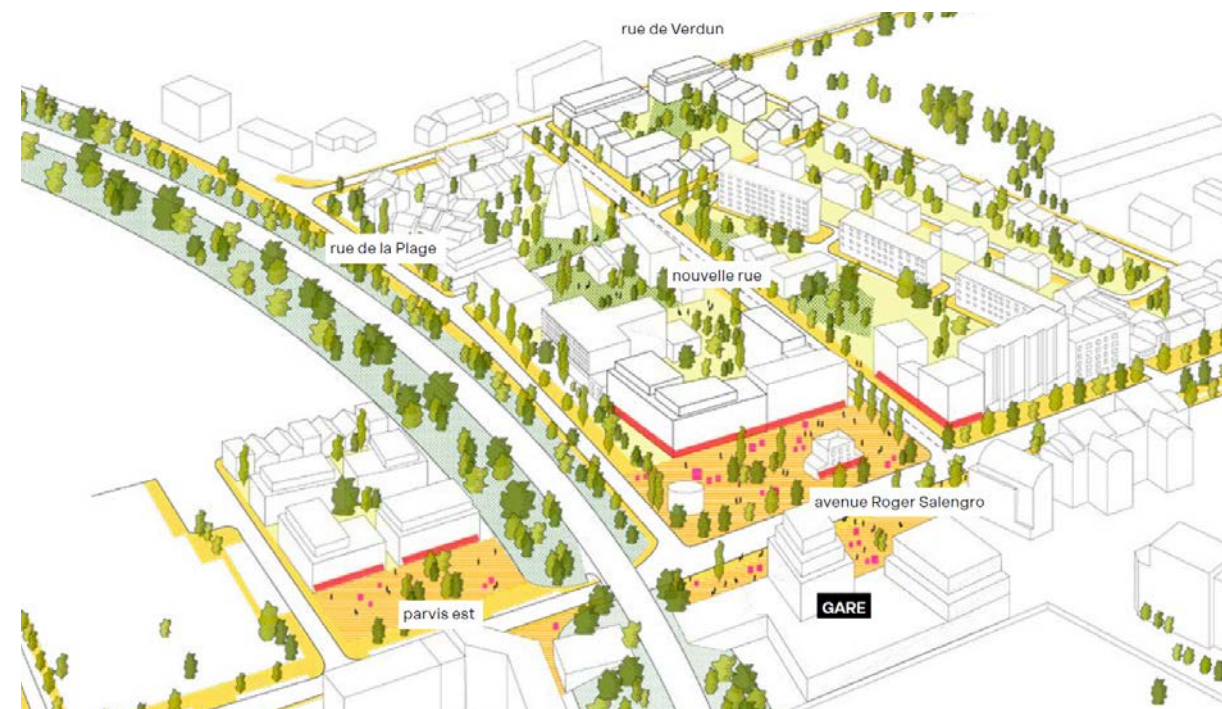 rue de Verdun
rue de la Plage
nouvelle rue
avenue Roger Salengro
parvis est
GARE